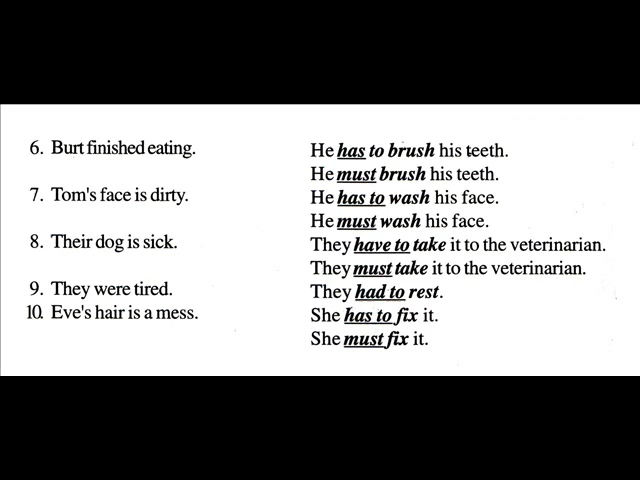 6. Burt finished eating. He has to brush his teeth.
He must brush his teeth.
7. Tom's face is dirty. He has to wash his face.
He must wash his face.
8. Their dog is sick. They have to take it to the veterinarian.
They must take it to the veterinarian.
9. They were tired. They had to rest.
10. Eve's hair is a mess. She has to fix it.
She must fix it.